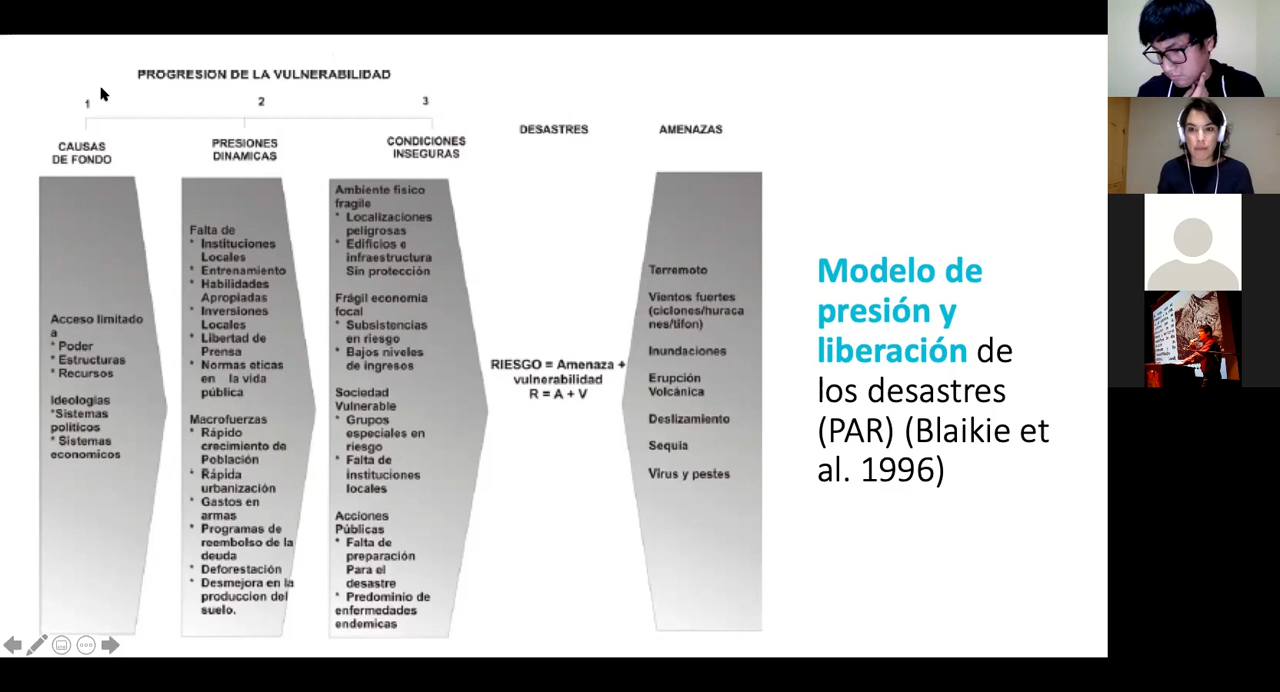 PROGRESION DE LA VULNERABILIDAD
1
2
3
CAUSAS
DE FONDO
PRESIONES
DINAMICAS
CONDICIONES
INSEGURAS
DESASTRES
AMENAZAS
Acceso limitado
a
* Poder
* Estructuras
* Recursos
Ideologías
*Sistemas
políticos
* Sistemas
economicos
Falta de
* Instituciones
Locales
* Entrenamiento
* Habilidades
Apropiadas
* Inversiones
Locales
* Libertad de
Prensa
* Normas eticas
en la vida
pública
Macrofuerzas
* Rápido
crecimiento de
Población
* Rápida
urbanización
* Gastos en
armas
* Programas de
reembolso de la
deuda
* Deforestación
* Desmejora en la
produccion del
suelo.
Ambiente fisico
fragile
* Localizaciones
peligrosas
* Edificios e
infraestructura
Sin protección
Frágil economia
focal
* Subsistencias
en riesgo
* Bajos niveles
de ingresos
Sociedad
Vulnerable
* Grupos
especiales en
riesgo
* Falta de
instituciones
locales
Acciones
Públicas
* Falta de
preparación
Para el
desastre
* Predominio de
enfermedades
endemicas
RIESGO = Amenaza +
vulnerabilidad
R = A + V
Terremoto
Vientos fuertes
(ciclones/huraca
nes/tifon)
Inundaciones
Erupción
Volcánica
Deslizamiento
Sequia
Virus y pestes
Modelo de
presión y
liberación de
los desastres
(PAR) (Blaikie et
al. 1996)